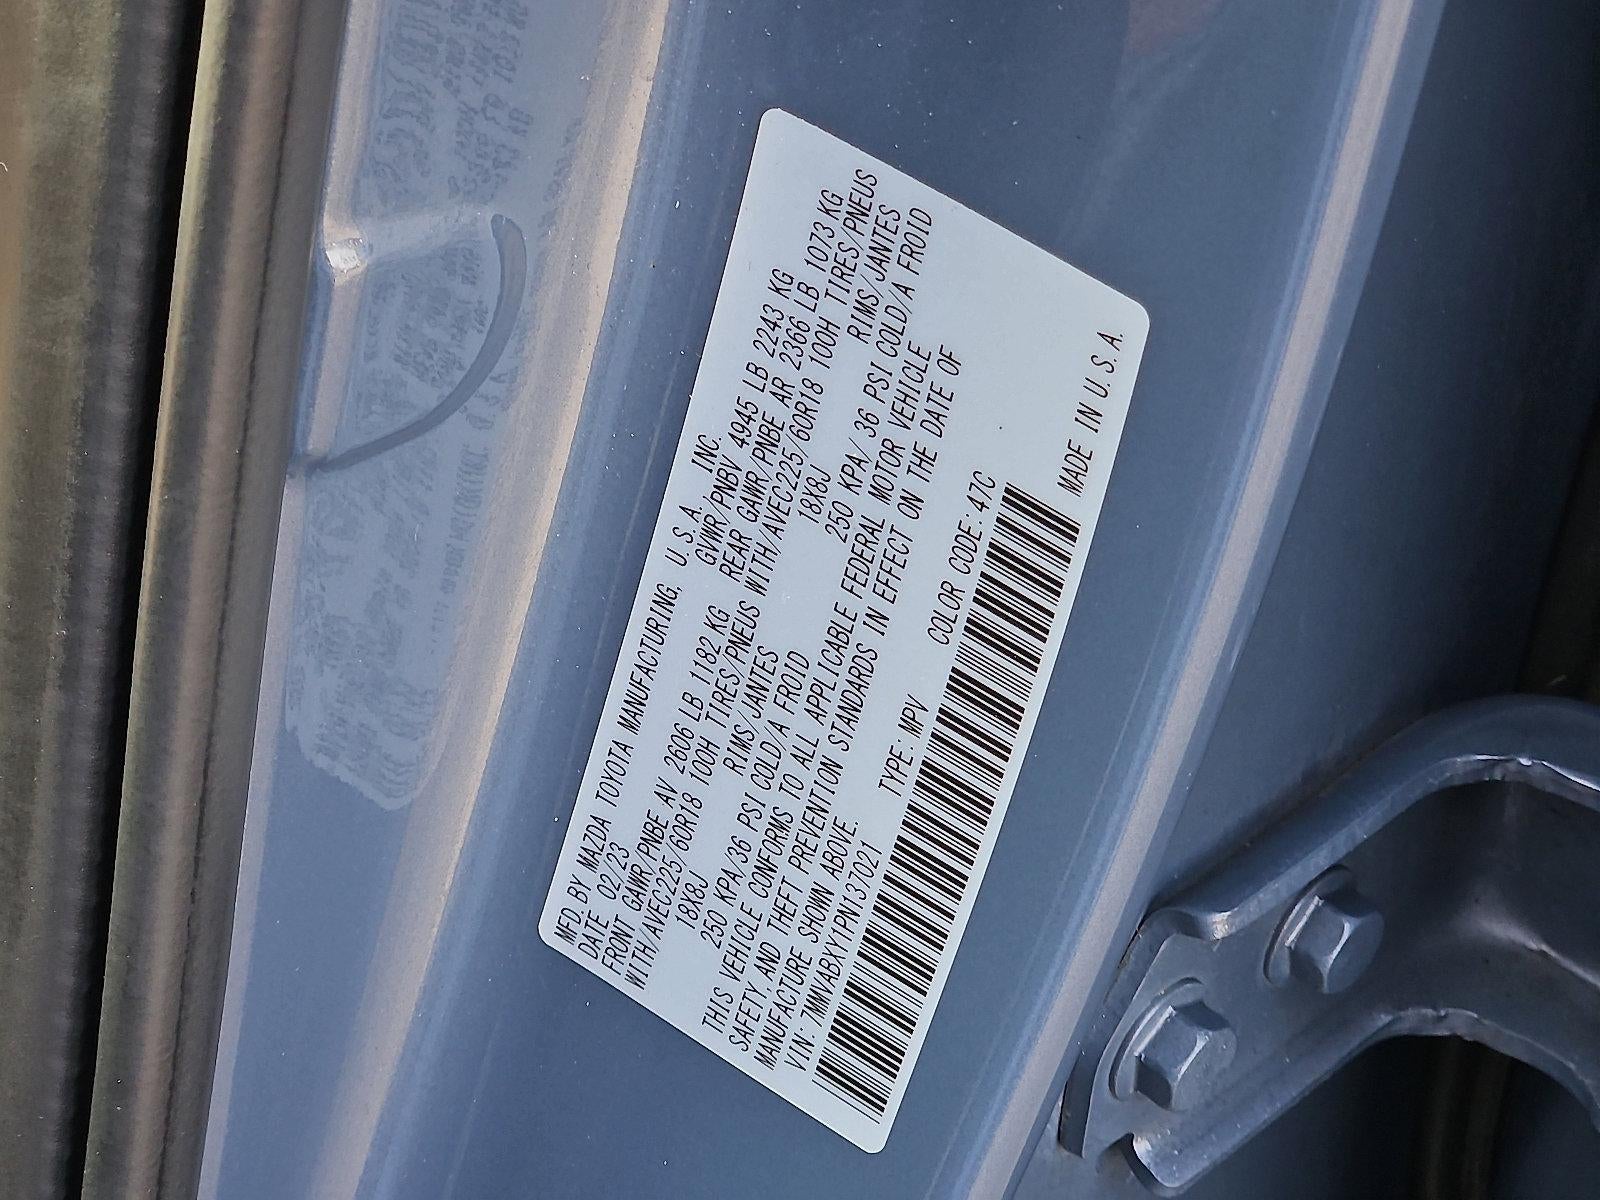 MFD. BY MAZDA TOYOTA MANUFACTURING, U.S.A. INC.
DATE 02/23 GVWR/PNBV 4945 LB 2243 KG
FRONT GAWR/PNBE AV 2606 LB 1182 KG REAR GAWR/PNBE AR 2366 LB 1073 KG
WITH/AVEC225/60R18 100H TIRES/PNEUS WITH/AVEC225/60R18 100H TIRES/PNEUS
18X8J RIMS/JANTES 18X8J RIMS/JANTES
250 KPA/36 PSI COLD/A FROID 250 KPA/36 PSI COLD/A FROID
THIS VEHICLE CONFORMS TO ALL APPLICABLE FEDERAL MOTOR VEHICLE
SAFETY, AND THEFT PREVENTION STANDARDS IN EFFECT ON THE DATE OF
MANUFACTURE SHOWN ABOVE.
VIN: 7MMVABXY1PN137021 TYPE: MPV COLOR CODE: 47C
MADE IN U.S.A.